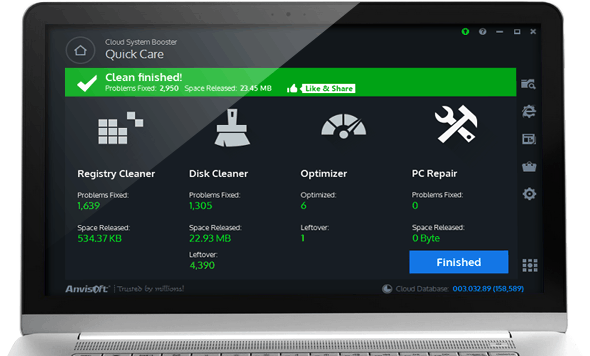 Cloud System Booster
Quick Care
Clean finished!
Problems Fixed: 2,950 Space Released: 23.45 MB Like & Share
Registry Cleaner
Problems Fixed:
1,639
Space Released:
534.37 KB
Disk Cleaner
Problems Fixed:
1,305
Space Released:
22.93 MB
Leftover:
4,390
Optimizer
Optimized:
6
Leftover:
1
PC Repair
Problems Fixed:
0
Space Released:
0 Byte
Finished
Anvisoft Trusted by millions!
Cloud Database: 003.032.89 (158,589)